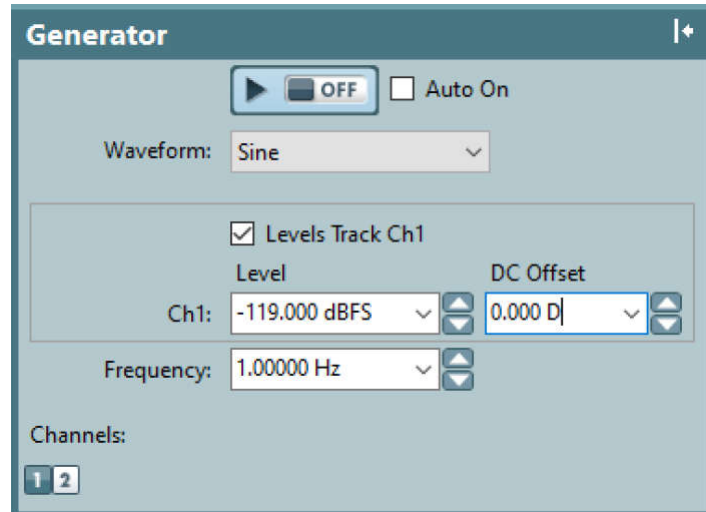 Generator
OFF Auto On
Waveform: Sine
Levels Track Ch1
Level DC Offset
Ch1: -119.000 dBFS 0.000 D
Frequency: 1.00000 Hz
Channels:
1 2